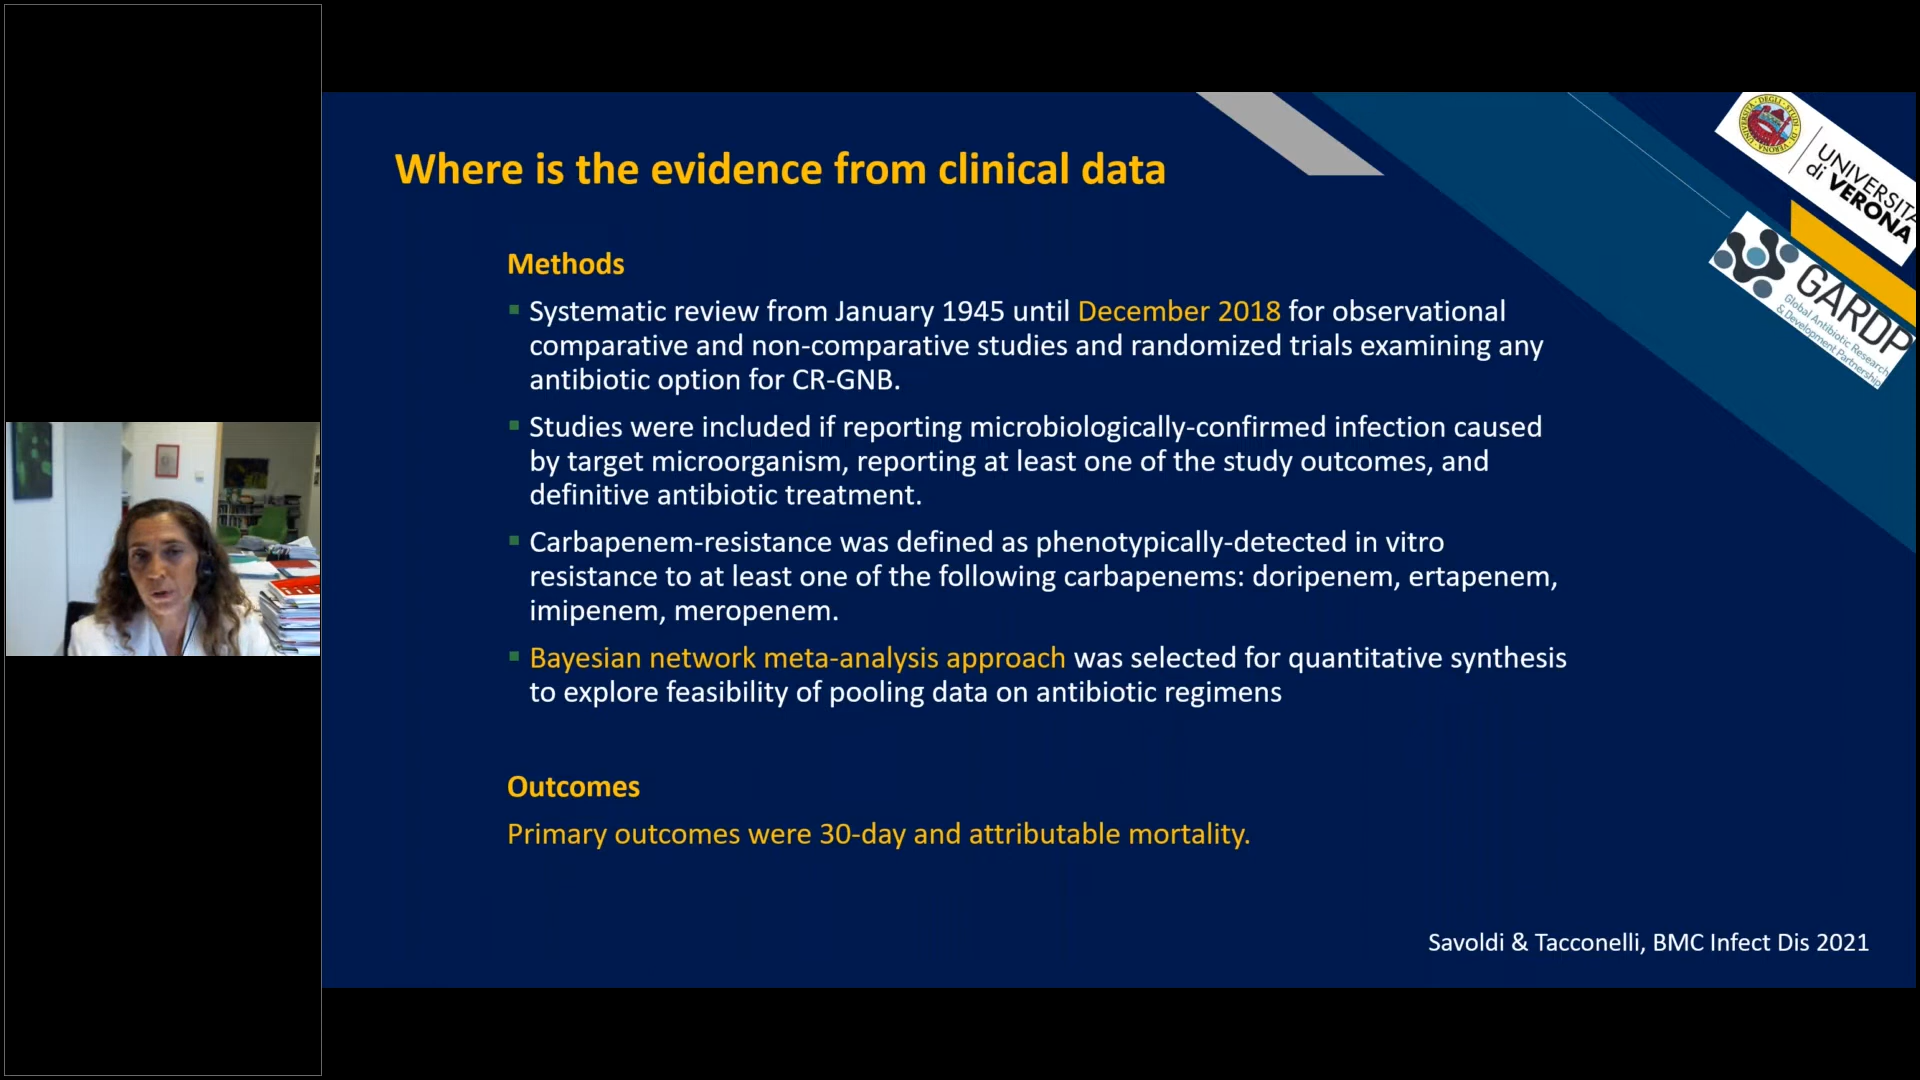 Where is the evidence from clinical data
Methods
▪ Systematic review from January 1945 until December 2018 for observational
comparative and non-comparative studies and randomized trials examining any
antibiotic option for CR-GNB.
▪ Studies were included if reporting microbiologically-confirmed infection caused
by target microorganism, reporting at least one of the study outcomes, and
definitive antibiotic treatment.
▪ Carbapenem-resistance was defined as phenotypically-detected in vitro
resistance to at least one of the following carbapenems: doripenem, ertapenem,
imipenem, meropenem.
▪ Bayesian network meta-analysis approach was selected for quantitative synthesis
to explore feasibility of pooling data on antibiotic regimens
Outcomes
Primary outcomes were 30-day and attributable mortality.
Savoldi & Tacconelli, BMC Infect Dis 2021
UNIVERSITÀ
di VERONA
GARDP
Global Antibiotic Research
& Development Partnership